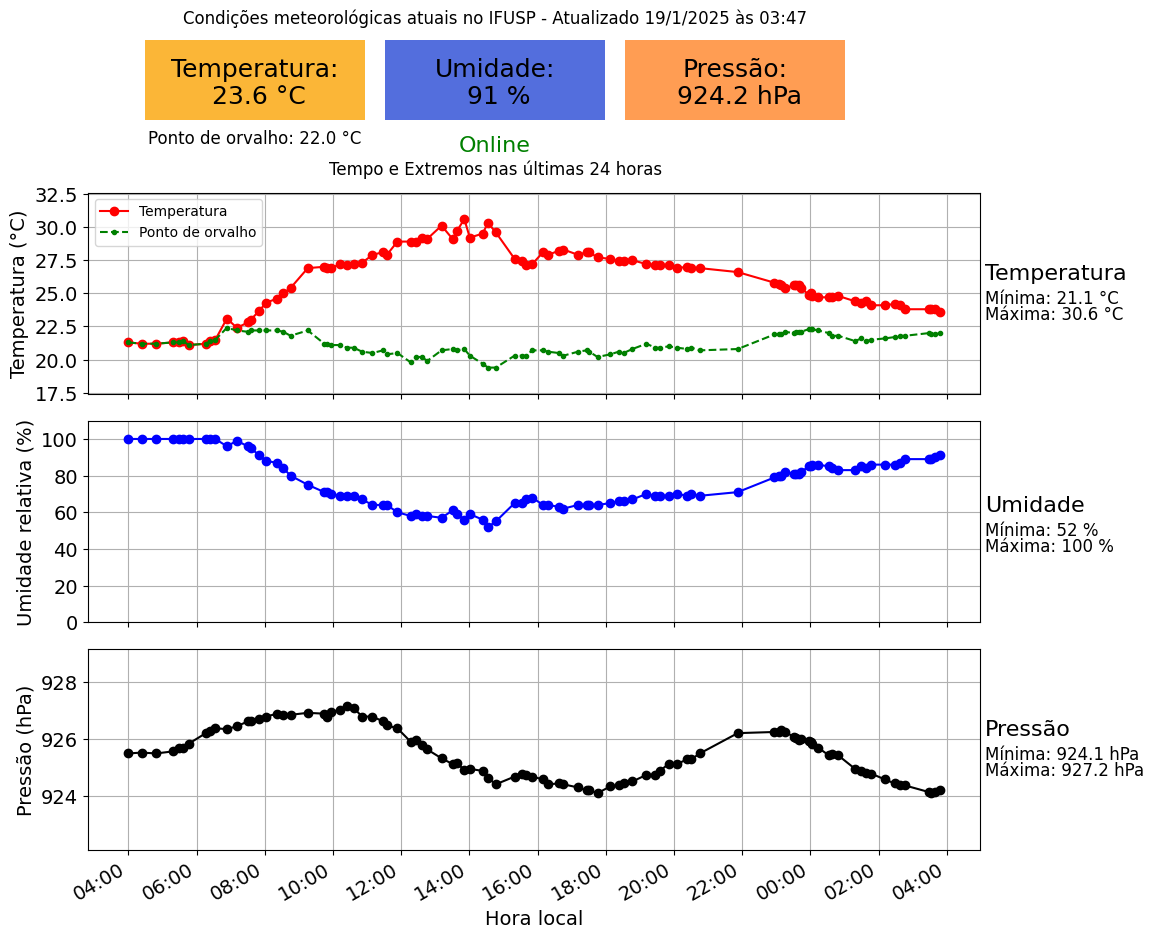 Condições meteorológicas atuais no IFUSP - Atualizado 19/1/2025 às 03:47
Temperatura:
23.6 °C
Umidade:
91 %
Pressão:
924.2 hPa
Ponto de orvalho: 22.0 °C
Online
Tempo e Extremos nas últimas 24 horas
Temperatura (°C)
32.5
30.0
27.5
25.0
22.5
20.0
17.5
Temperatura
Ponto de orvalho
Temperatura
Mínima: 21.1 °C
Máxima: 30.6 °C
Umidade relativa (%)
100
80
60
40
20
0
Umidade
Mínima: 52 %
Máxima: 100 %
Pressão (hPa)
928
926
924
Pressão
Mínima: 924.1 hPa
Máxima: 927.2 hPa
04:00 06:00 08:00 10:00 12:00 14:00 16:00 18:00 20:00 22:00 00:00 02:00 04:00
Hora local